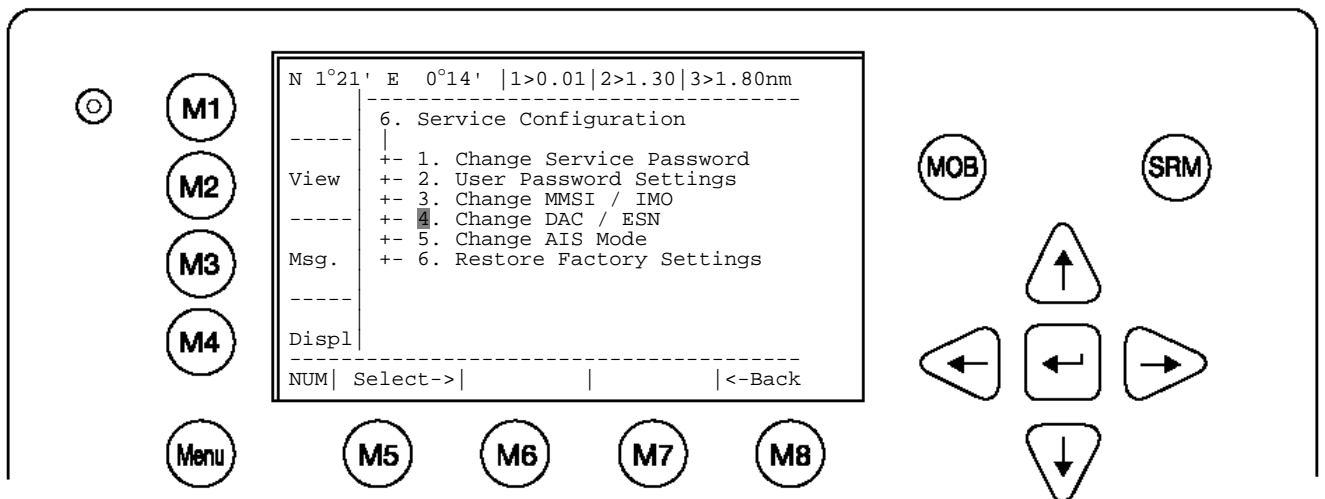 N 1°21' E 0°14' |1>0.01|2>1.30|3>1.80nm
M1
6. Service Configuration
+- 1. Change Service Password
M2
View
+- 2. User Password Settings
+- 3. Change MMSI / IMO
+- 4. Change DAC / ESN
+- 5. Change AIS Mode
M3
Msg.
+- 6. Restore Factory Settings
M4
Displ
NUM| Select->| | |<-Back
MOB
SRM
Menu
M5
M6
M7
M8